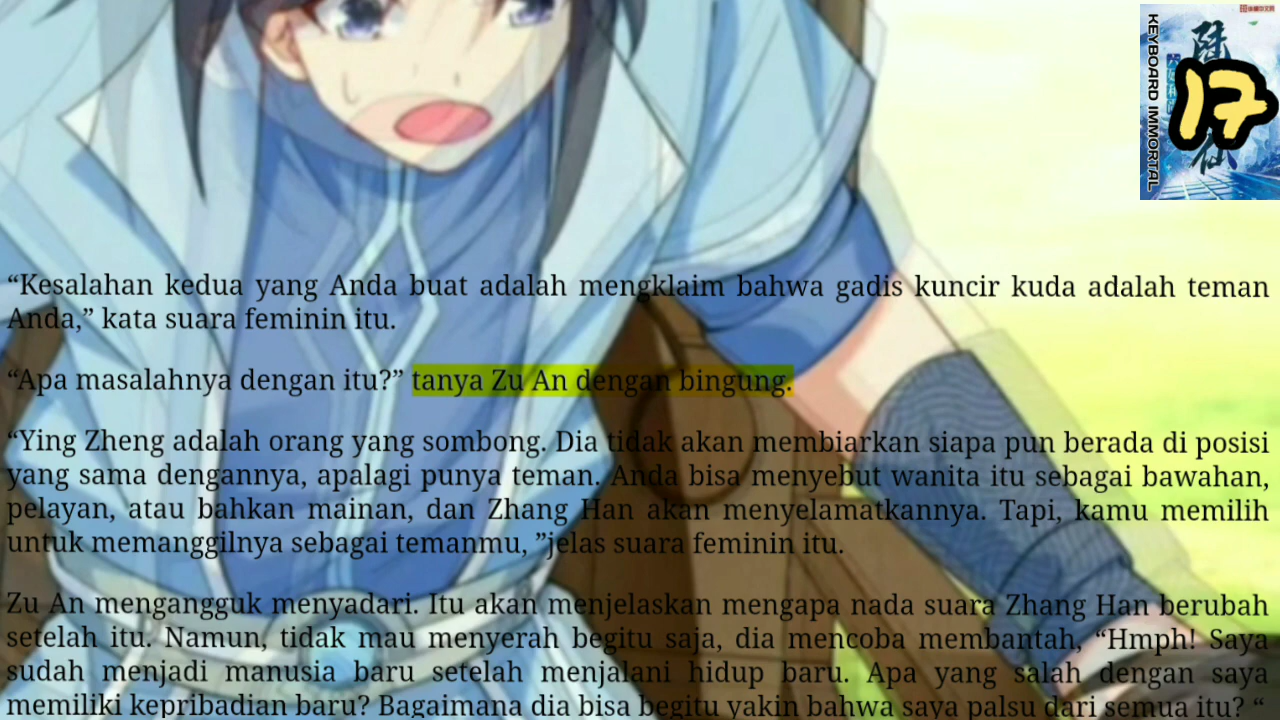 陆
仙
KEYBOARD IMMORTAL
17
“Kesalahan kedua yang Anda buat adalah mengklaim bahwa gadis kuncir kuda adalah teman
Anda,” kata suara feminin itu.
“Apa masalahnya dengan itu?” tanya Zu An dengan bingung.
“Ying Zheng adalah orang yang sombong. Dia tidak akan membiarkan siapa pun berada di posisi
yang sama dengannya, apalagi punya teman. Anda bisa menyebut wanita itu sebagai bawahan,
pelayan, atau bahkan mainan, dan Zhang Han akan menyelamatkannya. Tapi, kamu memilih
untuk memanggilnya sebagai temanmu, ”jelas suara feminin itu.
Zu An mengangguk menyadari. Itu akan menjelaskan mengapa nada suara Zhang Han berubah
setelah itu. Namun, tidak mau menyerah begitu saja, dia mencoba membantah, “Hmph! Saya
sudah menjadi manusia baru setelah menjalani hidup baru. Apa yang salah dengan saya
memiliki kepribadian baru? Bagaimana dia bisa begitu yakin bahwa saya palsu dari semua itu? “